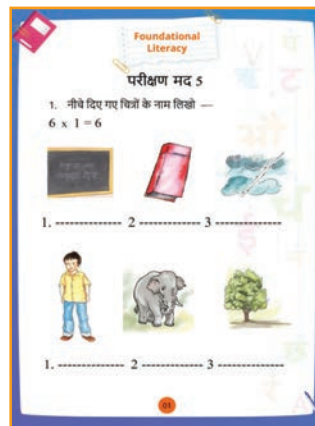 Foundational
Literacy
परीक्षण मद 5
1. नीचे दिए गए चित्रों के नाम लिखो —
6 x 1 = 6
1. -------------- 2 ------------- 3 --------------
1. -------------- 2 ------------- 3 --------------
01